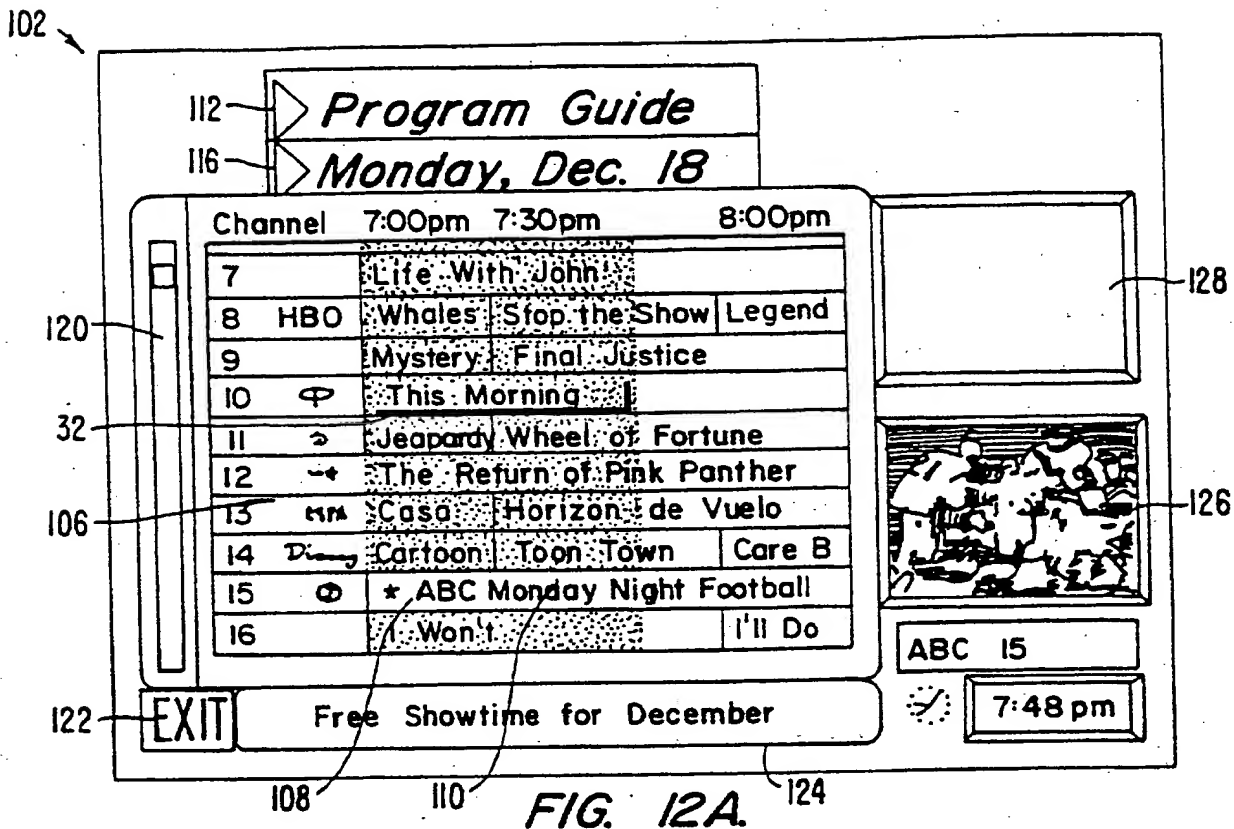 102
112
Program Guide
116
Monday, Dec. 18
Channel 7:00pm 7:30pm 8:00pm
7 Life With John
128
8 HBO Whales Stop the Show Legend
120
9 Mystery Final Justice
10 This Morning
32
11 Jeapardy Wheel of Fortune
12 The Return of Pink Panther
126
106
13 Casa Horizon de Vuelo
14 Disney Cartoon Toon Town Care B
15 * ABC Monday Night Football
16 I Won't I'll Do
ABC 15
122
EXIT
Free Showtime for December
7:48 pm
108
110
124
FIG. 12A.